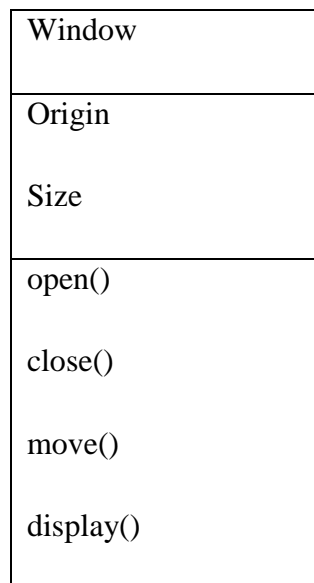 Window
Origin
Size
open()
close()
move()
display()